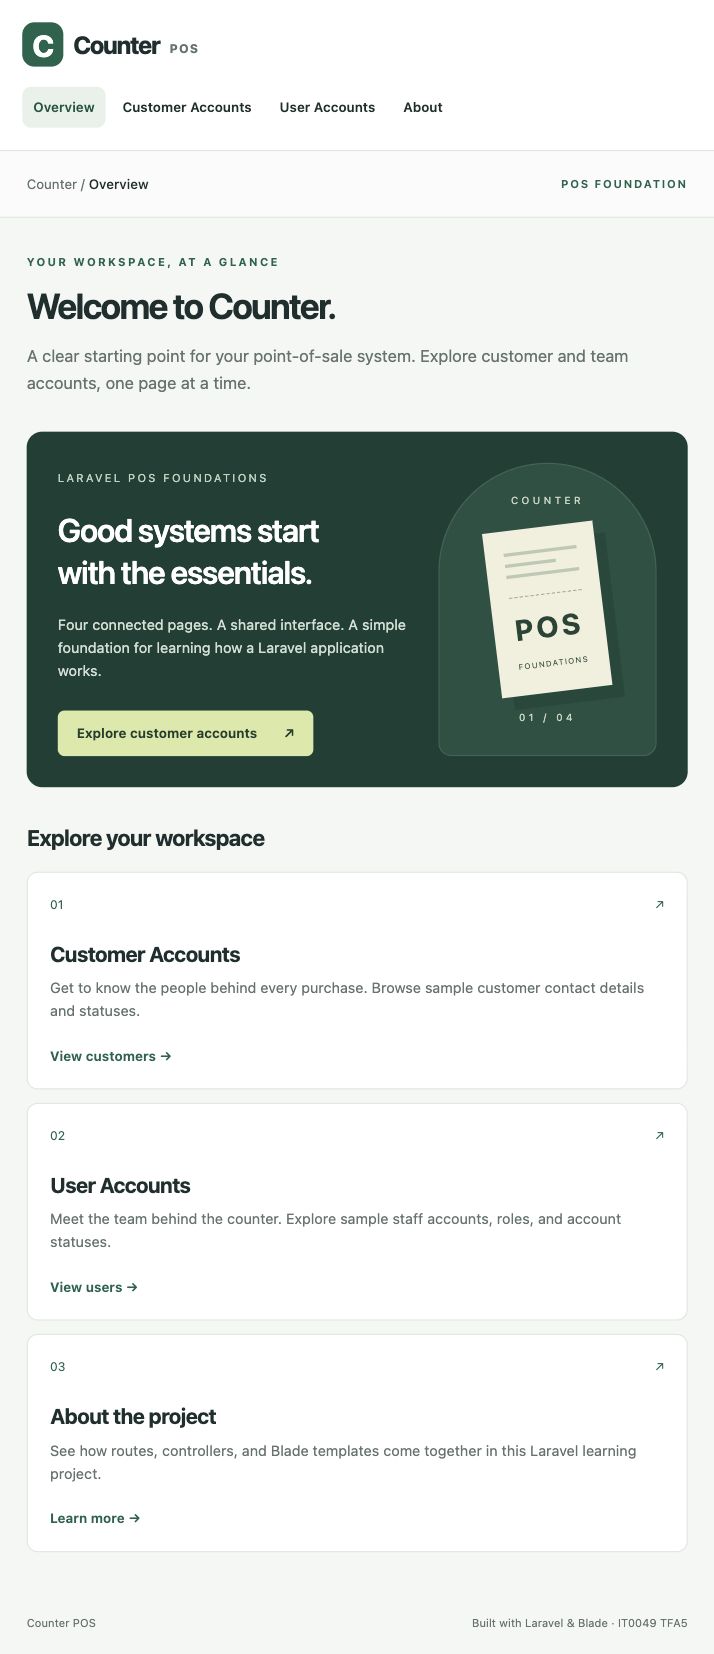 C Counter POS
Overview Customer Accounts User Accounts About
Counter / Overview POS FOUNDATION
YOUR WORKSPACE, AT A GLANCE
Welcome to Counter.
A clear starting point for your point-of-sale system. Explore customer and team
accounts, one page at a time.
LARAVEL POS FOUNDATIONS
Good systems start
with the essentials.
Four connected pages. A shared interface. A simple
foundation for learning how a Laravel application
works.
Explore customer accounts ↗
COUNTER
POS
FOUNDATIONS
01 / 04
Explore your workspace
01 ↗
Customer Accounts
Get to know the people behind every purchase. Browse sample customer contact details
and statuses.
View customers →
02 ↗
User Accounts
Meet the team behind the counter. Explore sample staff accounts, roles, and account
statuses.
View users →
03 ↗
About the project
See how routes, controllers, and Blade templates come together in this Laravel learning
project.
Learn more →
Counter POS Built with Laravel & Blade · IT0049 TFA5